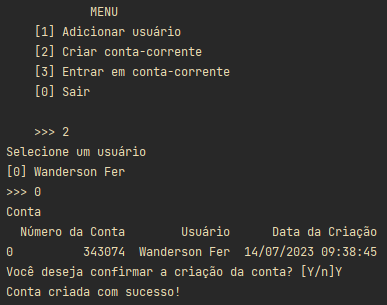 MENU
[1] Adicionar usuário
[2] Criar conta-corrente
[3] Entrar em conta-corrente
[0] Sair
>>> 2
Selecione um usuário
[0] Wanderson Fer
>>> 0
Conta
Número da Conta Usuário Data da Criação
0 343074 Wanderson Fer 14/07/2023 09:38:45
Você deseja confirmar a criação da conta? [Y/n]Y
Conta criada com sucesso!